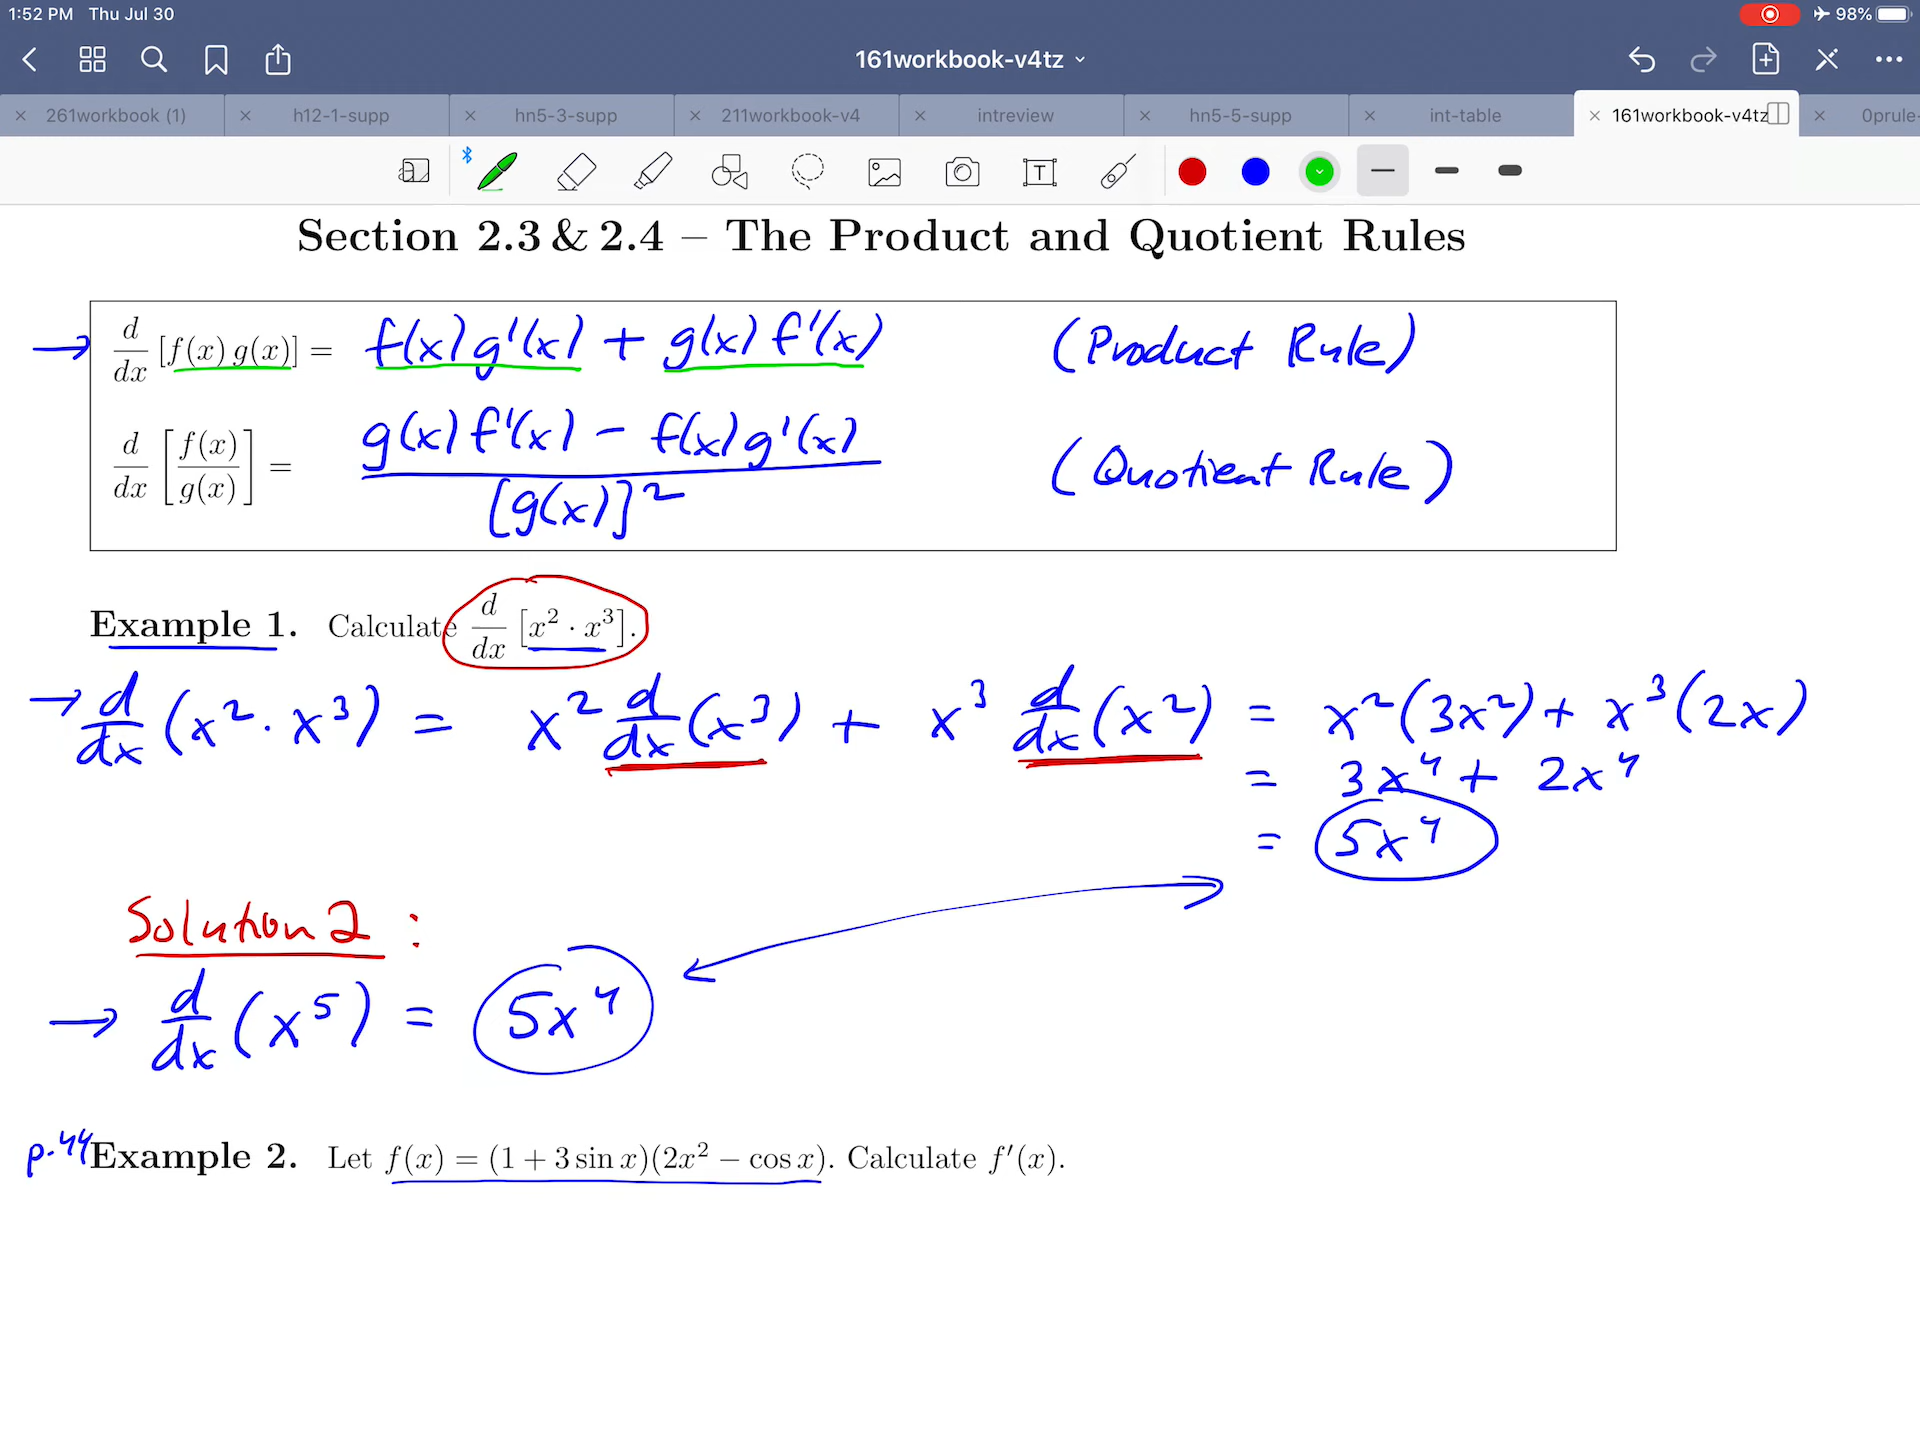 1:52 PM Thu Jul 30 98%
161workbook-v4tz
261workbook (1) h12-1-supp hn5-3-supp 211workbook-v4 intreview hn5-5-supp int-table 161workbook-v4tz 0prule-
Section 2.3 & 2.4 – The Product and Quotient Rules
→ d/dx [f(x) g(x)] = f(x)g'(x) + g(x)f'(x) (Product Rule)
d/dx [f(x)/g(x)] = (g(x)f'(x) − f(x)g'(x))/[g(x)]² (Quotient Rule)
Example 1. Calculate d/dx [x² · x³].
→ d/dx (x² · x³) = x² d/dx (x³) + x³ d/dx (x²) = x²(3x²) + x³(2x)
= 3x⁴ + 2x⁴
= 5x⁴
Solution 2 :
→ d/dx (x⁵) = 5x⁴
p.44 Example 2. Let f(x) = (1 + 3 sin x)(2x² − cos x). Calculate f′(x).